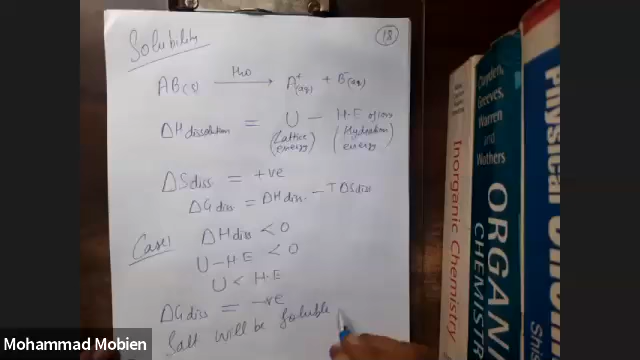 Solubility
18
AB(s) H₂O → A⁺(aq) + B⁻(aq)
ΔH dissolution = U - H·E of ions
(Lattice energy) (Hydration energy)
ΔS diss = +ve
ΔG diss = ΔH diss. - TΔS diss
Case1 ΔH diss < 0
U - H·E < 0
U < H·E
ΔG diss = -ve
Salt will be soluble
Inorganic Chemistry
Clayden,
Greeves,
Warren
and
Wothers
ORGANIC
CHEMISTRY
Physical
Mohammad Mobien